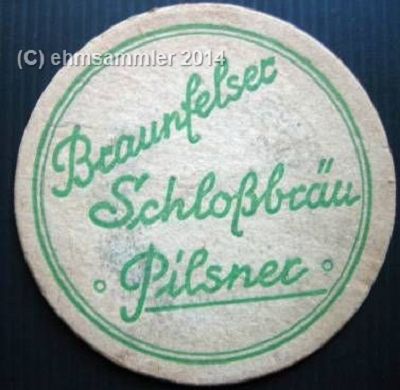 (C) ehmsammler 2014
Braunfelser
Schloßbräu
Pilsner